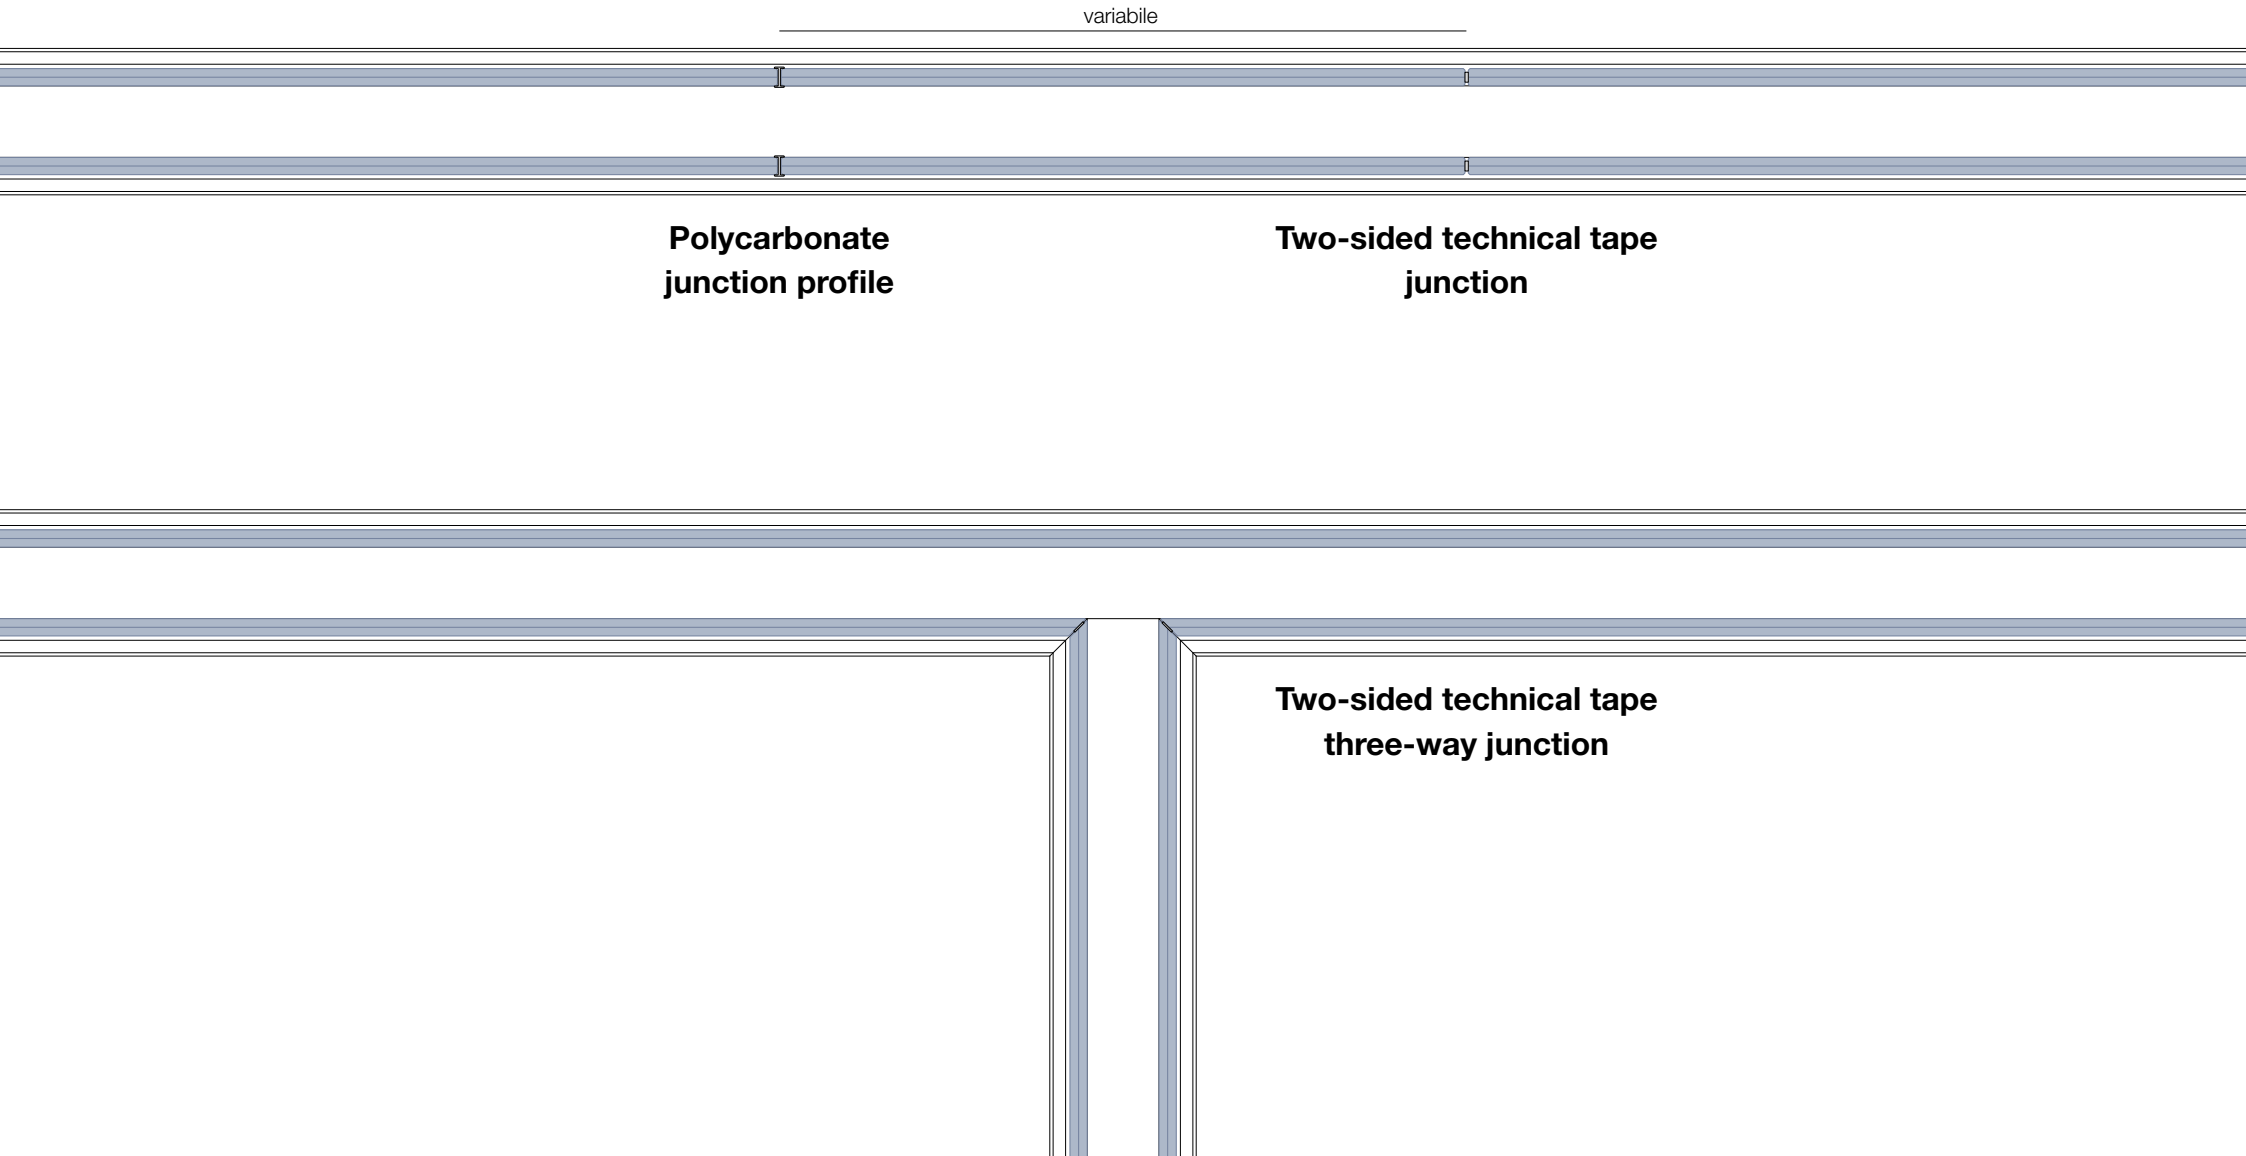 variabile
Polycarbonate
junction profile
Two-sided technical tape
junction
Two-sided technical tape
three-way junction